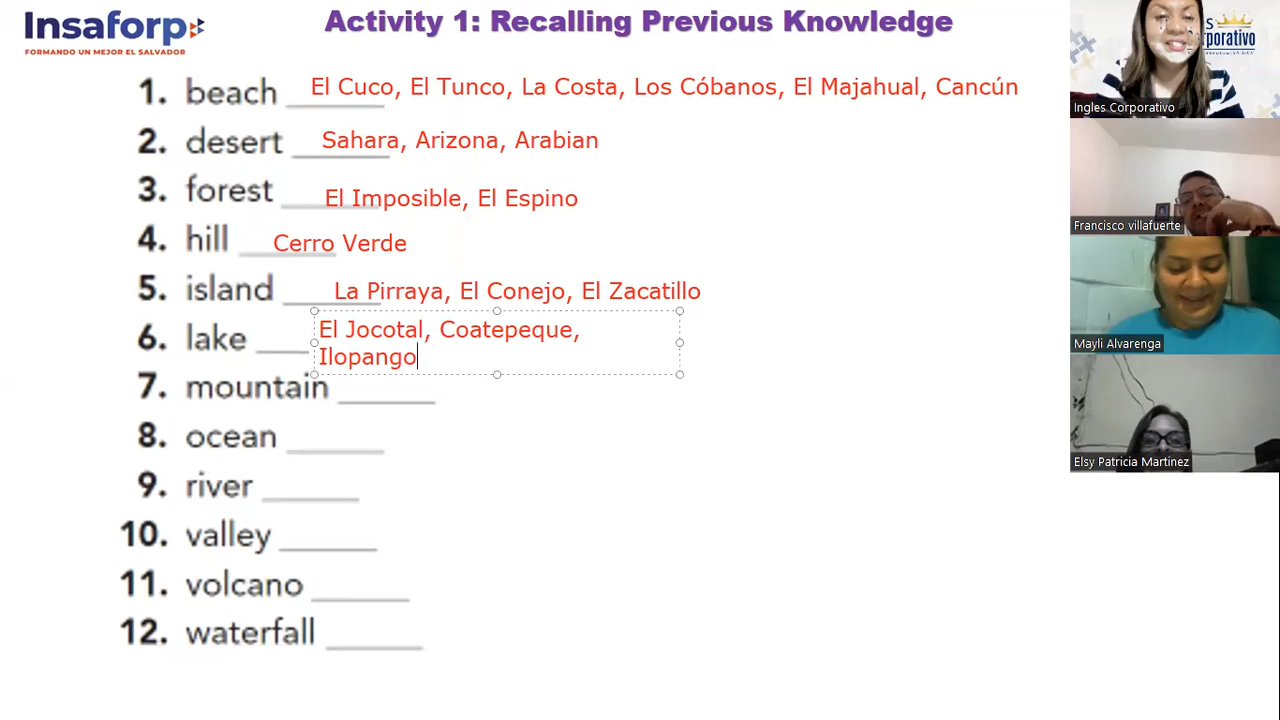 Insaforp
FORMANDO UN MEJOR EL SALVADOR
Activity 1: Recalling Previous Knowledge
1. beach El Cuco, El Tunco, La Costa, Los Cóbanos, El Majahual, Cancún
2. desert Sahara, Arizona, Arabian
3. forest El Imposible, El Espino
4. hill Cerro Verde
5. island La Pirraya, El Conejo, El Zacatillo
6. lake El Jocotal, Coatepeque,
Ilopango
7. mountain
8. ocean
9. river
10. valley
11. volcano
12. waterfall
Ingles Corporativo
Francisco villafuerte
Mayli Alvarenga
Elsy Patricia Martinez